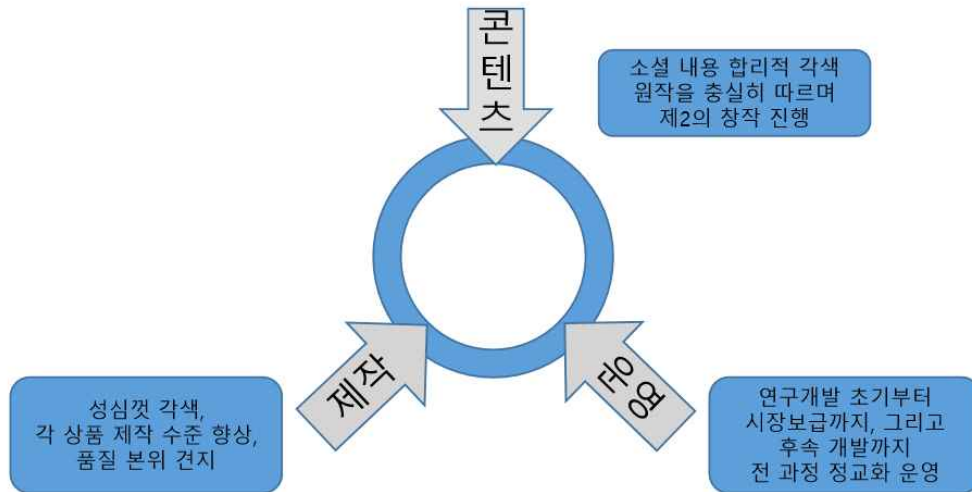 콘텐츠
소셜 내용 합리적 각색
원작을 충실히 따르며
제2의 창작 진행
제작
성심껏 각색,
각 상품 제작 수준 향상,
품질 본위 견지
운영
연구개발 초기부터
시장보급까지, 그리고
후속 개발까지
전 과정 정교화 운영